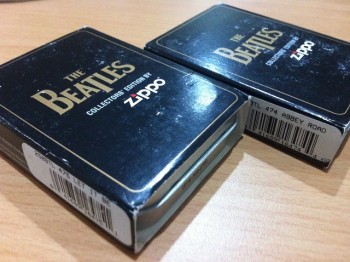 THE
BEATLES
COLLECTORS' EDITION BY
zippo
THE
BEATLES
COLLECTORS' EDITION BY
zippo
474 ABBEY ROAD